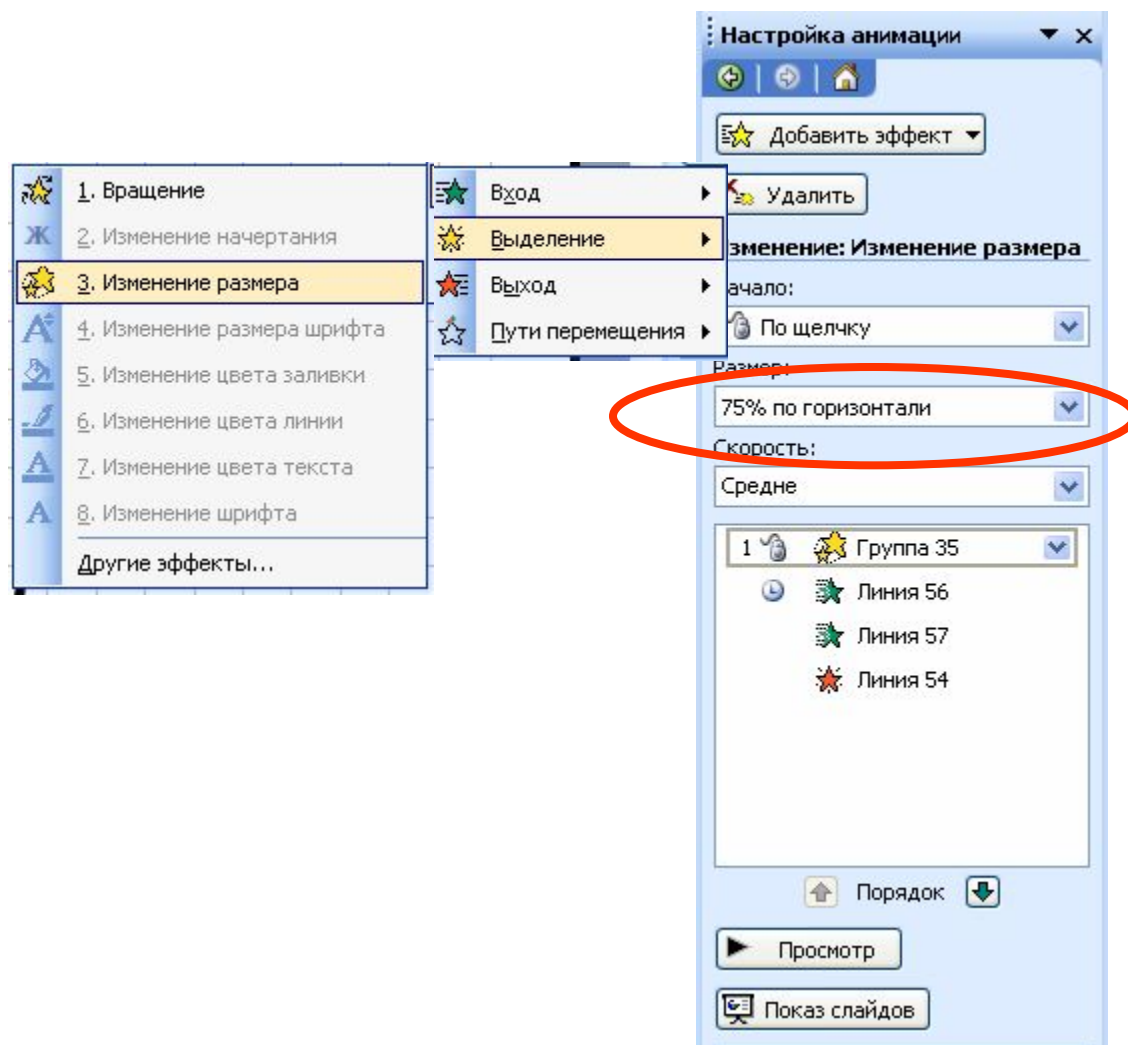 Настройка анимации
Добавить эффект
Удалить
1. Вращение
2. Изменение начертания
3. Изменение размера
4. Изменение размера шрифта
5. Изменение цвета заливки
6. Изменение цвета линии
7. Изменение цвета текста
8. Изменение шрифта
Другие эффекты...
Вход
Выделение
Выход
Пути перемещения
зменение: Изменение размера
ачало:
По щелчку
Размер:
75% по горизонтали
Скорость:
Средне
1 Группа 35
Линия 56
Линия 57
Линия 54
Порядок
Просмотр
Показ слайдов